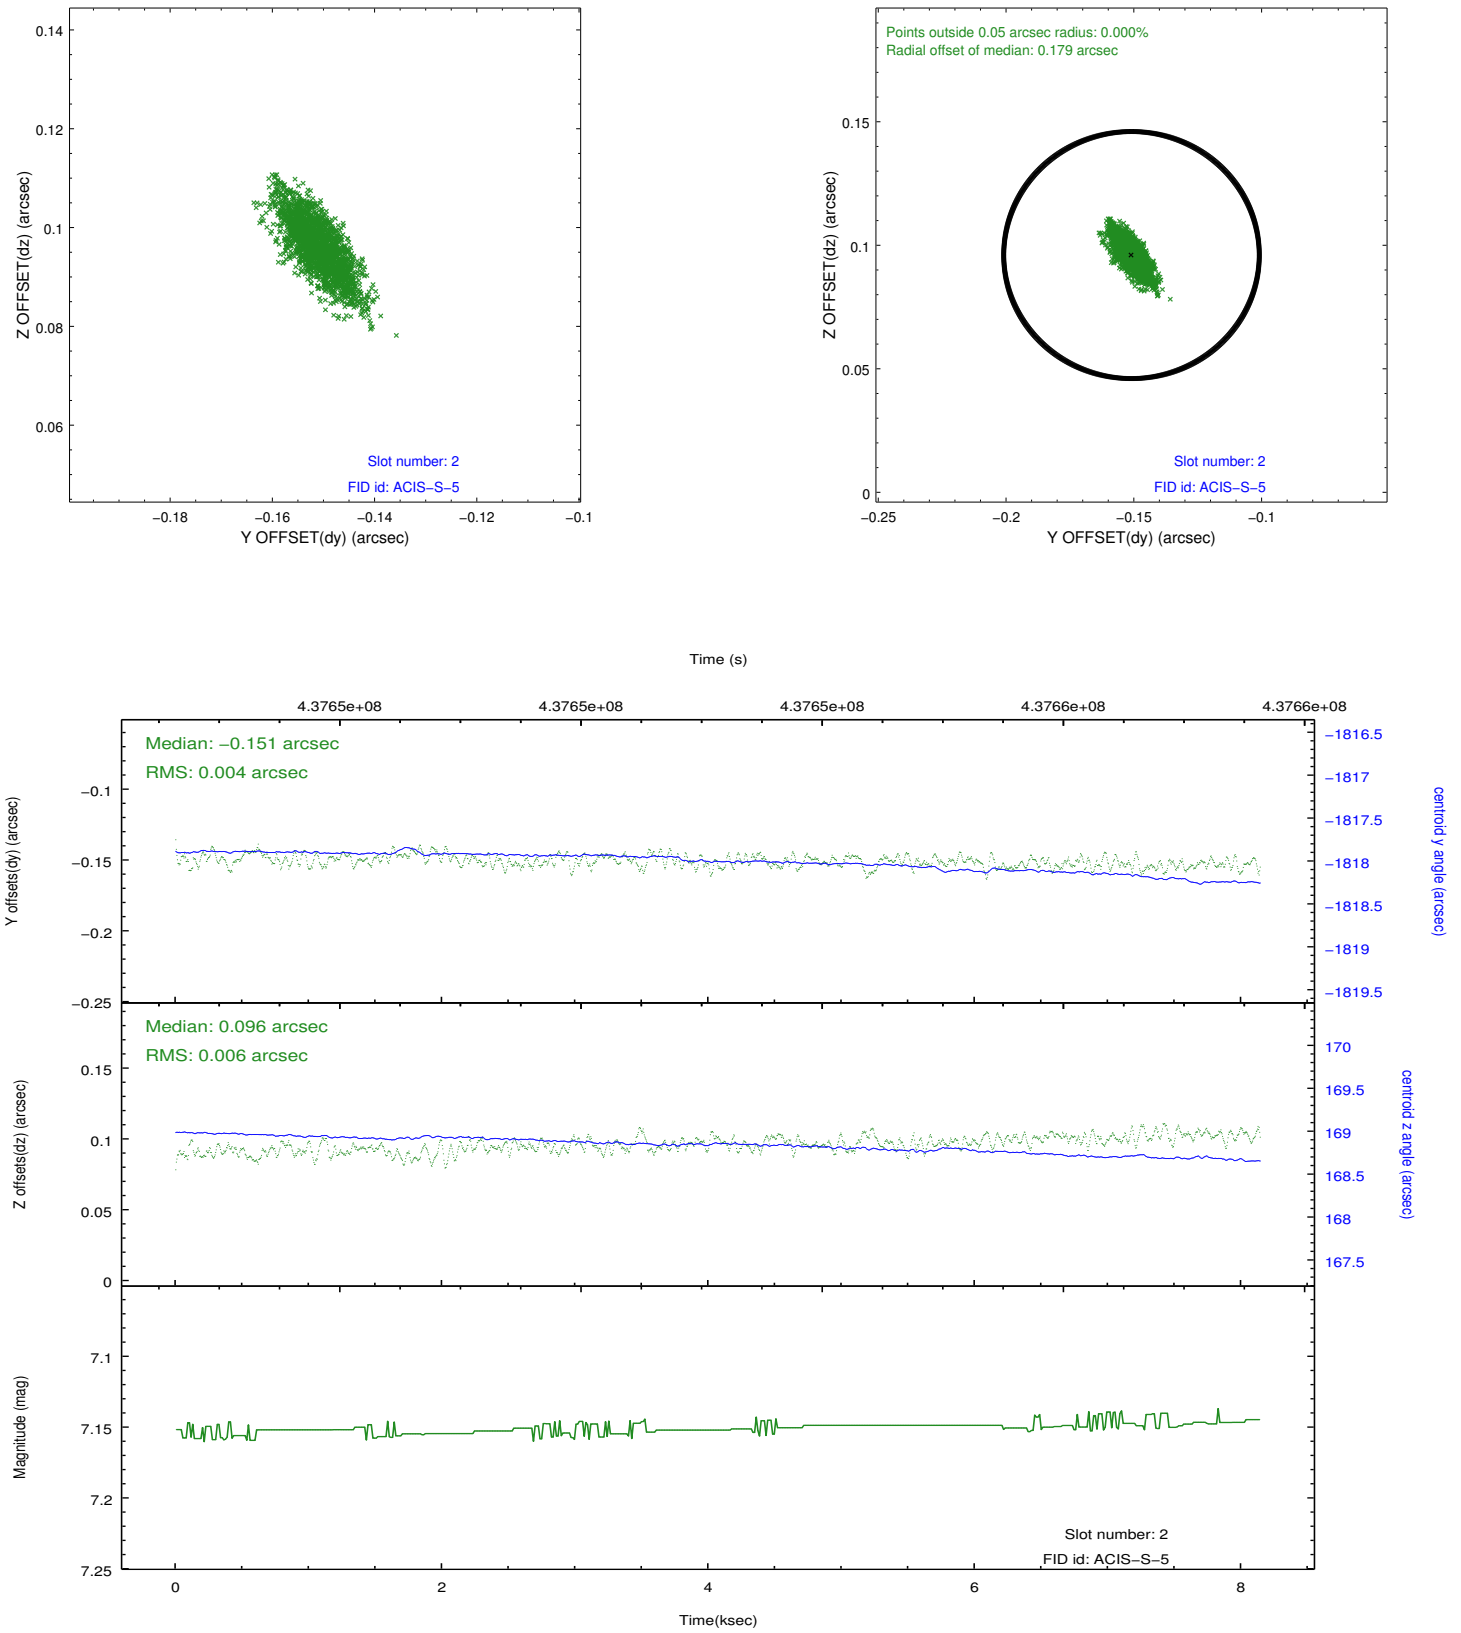 0.14
0.12
0.1
0.08
0.06
Z OFFSET(dz) (arcsec)
Slot number: 2
FID id: ACIS−S−5
−0.18 −0.16 −0.14 −0.12 −0.1
Y OFFSET(dy) (arcsec)
Points outside 0.05 arcsec radius: 0.000%
Radial offset of median: 0.179 arcsec
0.15
0.1
0.05
0
Z OFFSET(dz) (arcsec)
Slot number: 2
FID id: ACIS−S−5
−0.25 −0.2 −0.15 −0.1
Y OFFSET(dy) (arcsec)
Time (s)
4.3765e+08 4.3765e+08 4.3765e+08 4.3766e+08 4.3766e+08
Median: −0.151 arcsec
RMS: 0.004 arcsec
−0.1
−0.15
−0.2
−0.25
Y offsets(dy) (arcsec)
−1816.5
−1817
−1817.5
−1818
−1818.5
−1819
−1819.5
centroid y angle (arcsec)
Median: 0.096 arcsec
RMS: 0.006 arcsec
0.15
0.1
0.05
0
Z offsets(dz) (arcsec)
170
169.5
169
168.5
168
167.5
centroid z angle (arcsec)
7.1
7.15
7.2
7.25
Magnitude (mag)
Slot number: 2
FID id: ACIS−S−5
0 2 4 6 8
Time(ksec)